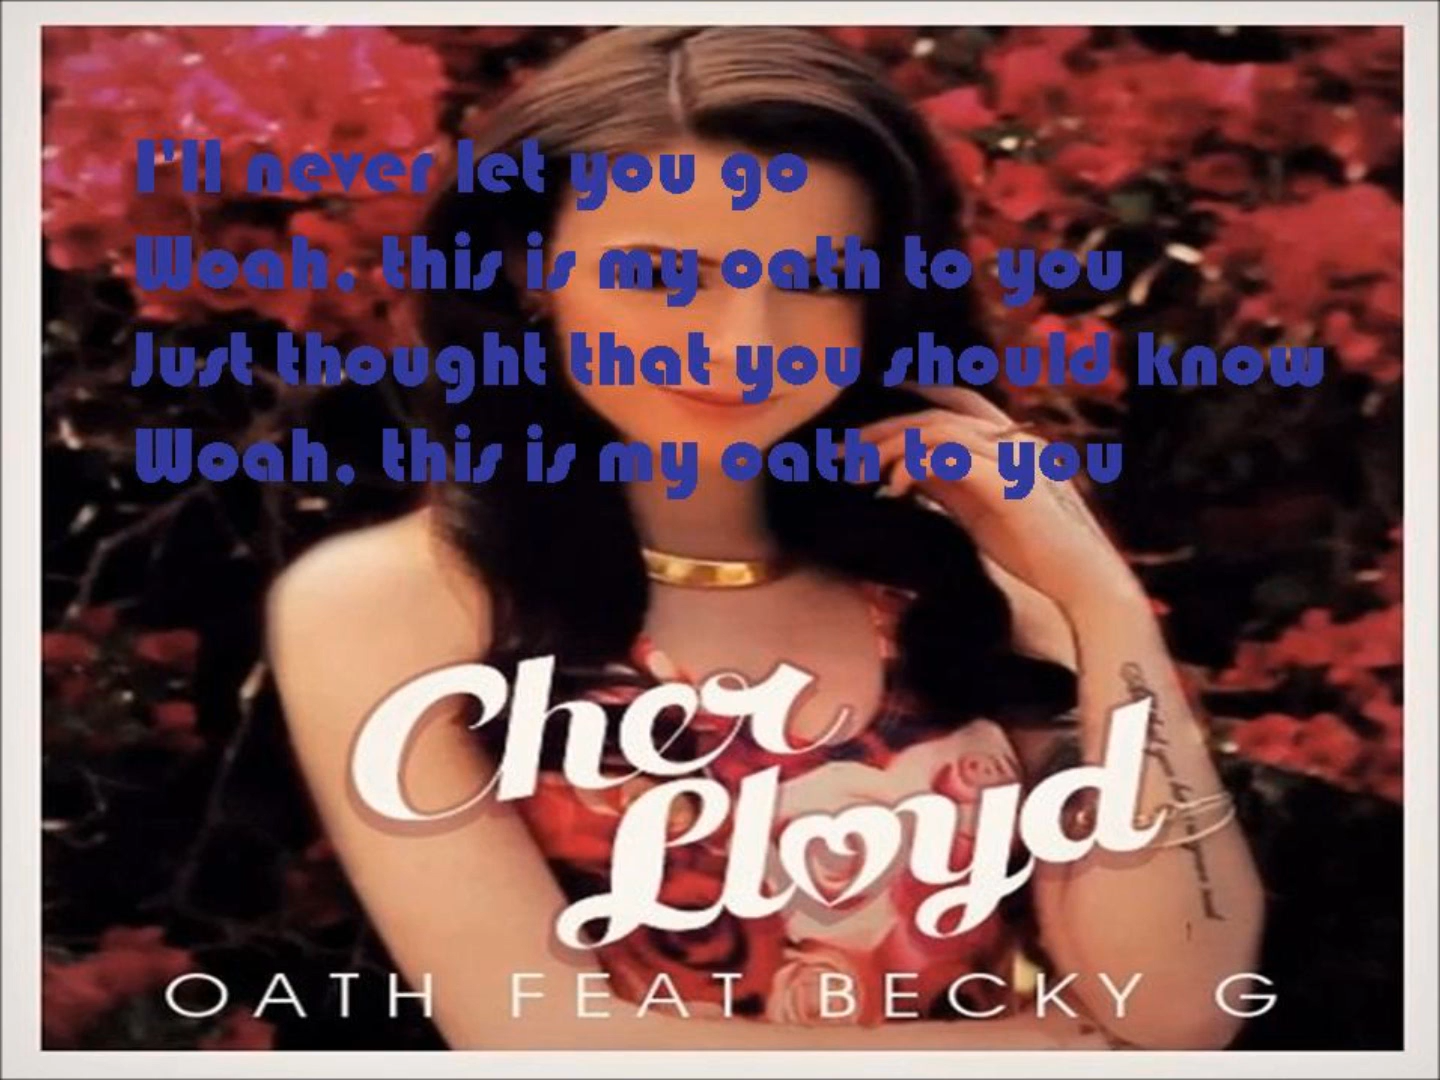 I'll never let you go
Woah, this is my oath to you
Just thought that you should know
Woah, this is my oath to you
Cher
Lloyd
OATH FEAT BECKY G